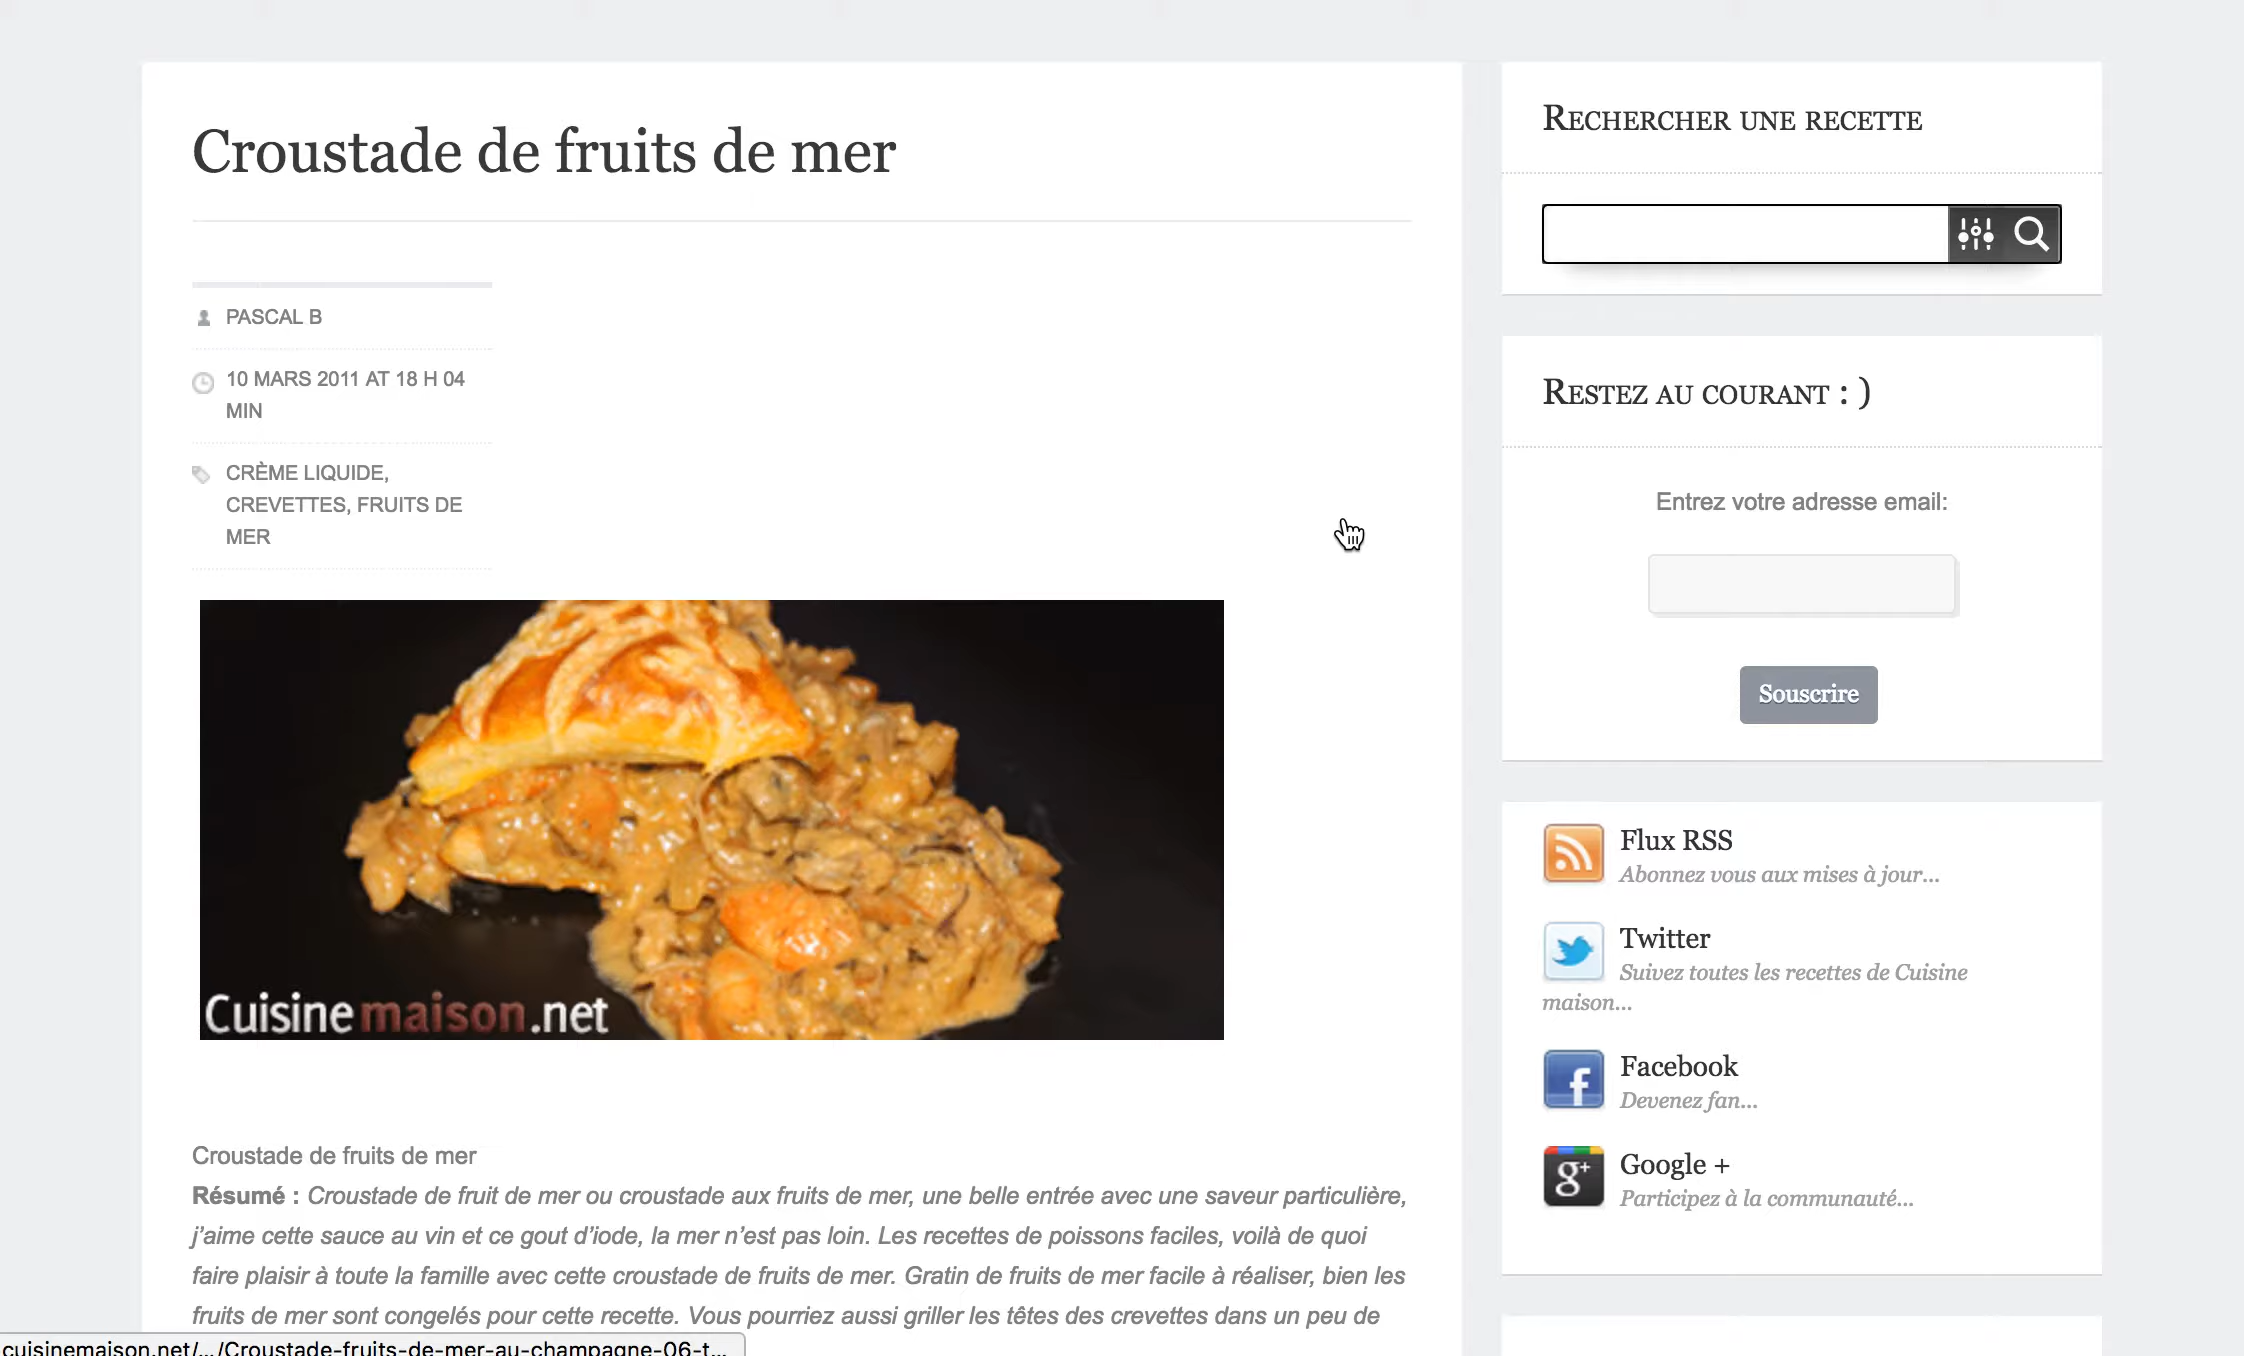 Croustade de fruits de mer
PASCAL B
10 MARS 2011 AT 18 H 04
MIN
CRÈME LIQUIDE,
CREVETTES, FRUITS DE
MER
Cuisinemaison.net
Croustade de fruits de mer
Résumé : Croustade de fruit de mer ou croustade aux fruits de mer, une belle entrée avec une saveur particulière,
j’aime cette sauce au vin et ce gout d’iode, la mer n’est pas loin. Les recettes de poissons faciles, voilà de quoi
faire plaisir à toute la famille avec cette croustade de fruits de mer. Gratin de fruits de mer facile à réaliser, bien les
fruits de mer sont congelés pour cette recette. Vous pourriez aussi griller les têtes des crevettes dans un peu de
cuisinemaison.net/.../Croustade-fruits-de-mer-au-champagne-06-t...
Rechercher une recette
Restez au courant : )
Entrez votre adresse email:
Souscrire
Flux RSS
Abonnez vous aux mises à jour...
Twitter
Suivez toutes les recettes de Cuisine
maison...
Facebook
Devenez fan...
Google +
Participez à la communauté...